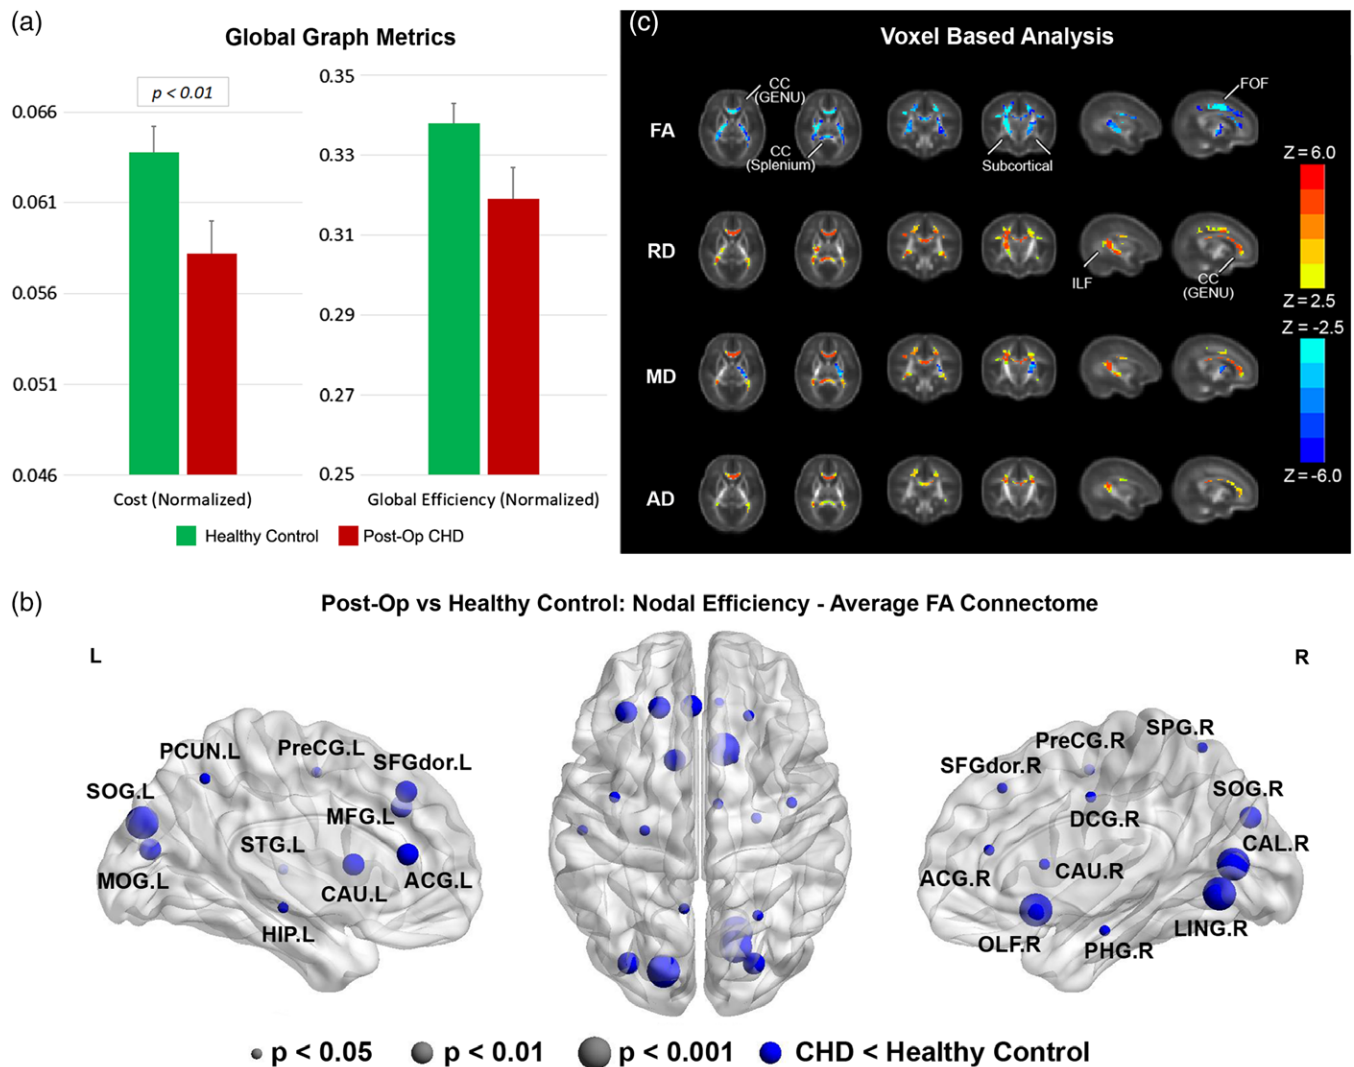 (a)
Global Graph Metrics
p < 0.01
0.066
0.061
0.056
0.051
0.046
Cost (Normalized)
0.35
0.33
0.31
0.29
0.27
0.25
Global Efficiency (Normalized)
Healthy Control
Post-Op CHD
(c)
Voxel Based Analysis
FA
CC
(GENU)
CC
(Splenium)
Subcortical
FOF
RD
ILF
CC
(GENU)
MD
AD
Z = 6.0
Z = 2.5
Z = -2.5
Z = -6.0
(b)
Post-Op vs Healthy Control: Nodal Efficiency - Average FA Connectome
L
R
PCUN.L
PreCG.L
SFGdor.L
SOG.L
MFG.L
STG.L
MOG.L
CAU.L
ACG.L
HIP.L
SPG.R
PreCG.R
SFGdor.R
SOG.R
DCG.R
CAL.R
ACG.R
CAU.R
LING.R
OLF.R
PHG.R
p < 0.05
p < 0.01
p < 0.001
CHD < Healthy Control